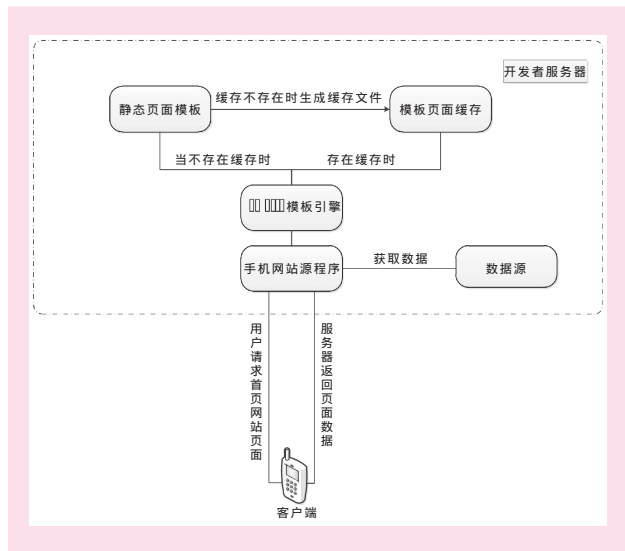 开发者服务器
缓存不存在时生成缓存文件
静态页面模板
模板页面缓存
当不存在缓存时
存在缓存时
模板引擎
获取数据
手机网站源程序
数据源
用户请求首页网站页面
服务器返回页面数据
客户端